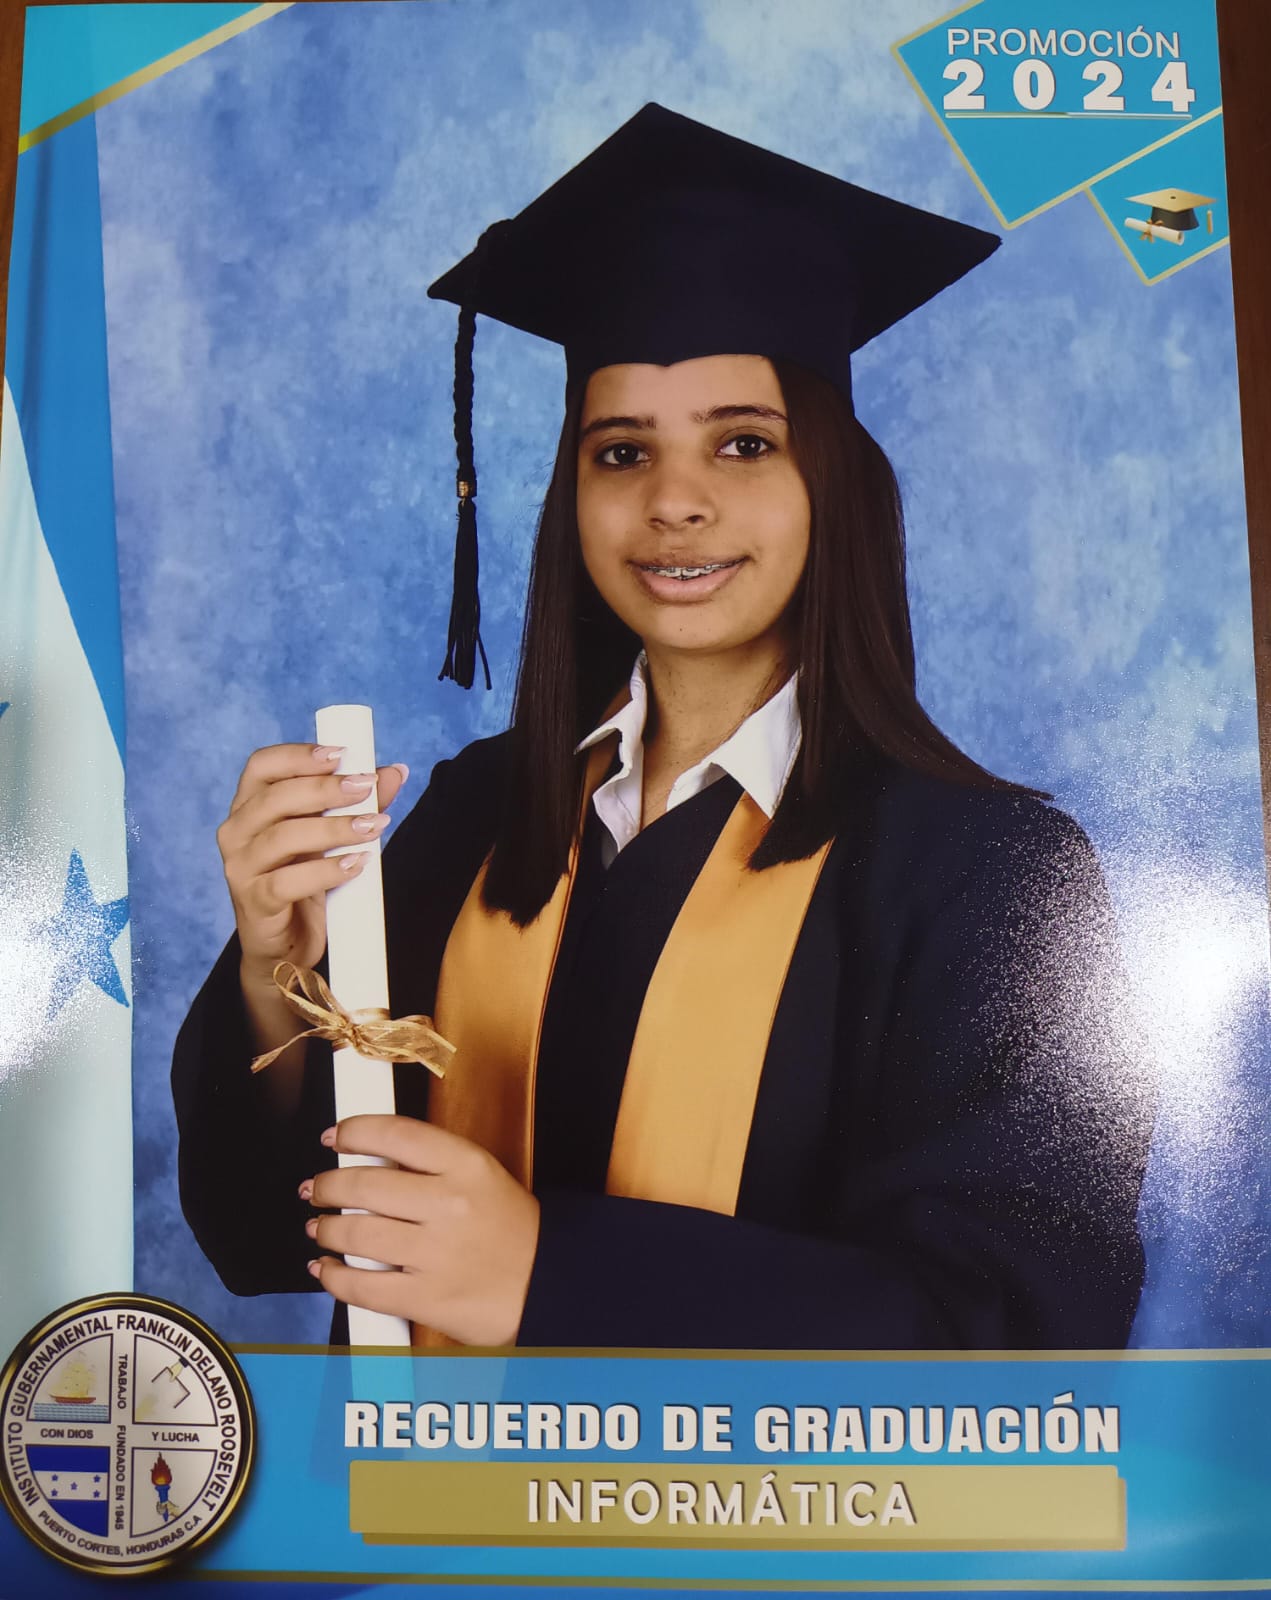 PROMOCIÓN
2024
INSTITUTO GUBERNAMENTAL FRANKLIN DELANO ROOSEVELT
TRABAJO
CON DIOS
Y LUCHA
FUNDADO EN 1945
PUERTO CORTES, HONDURAS C.A
RECUERDO DE GRADUACIÓN
INFORMÁTICA